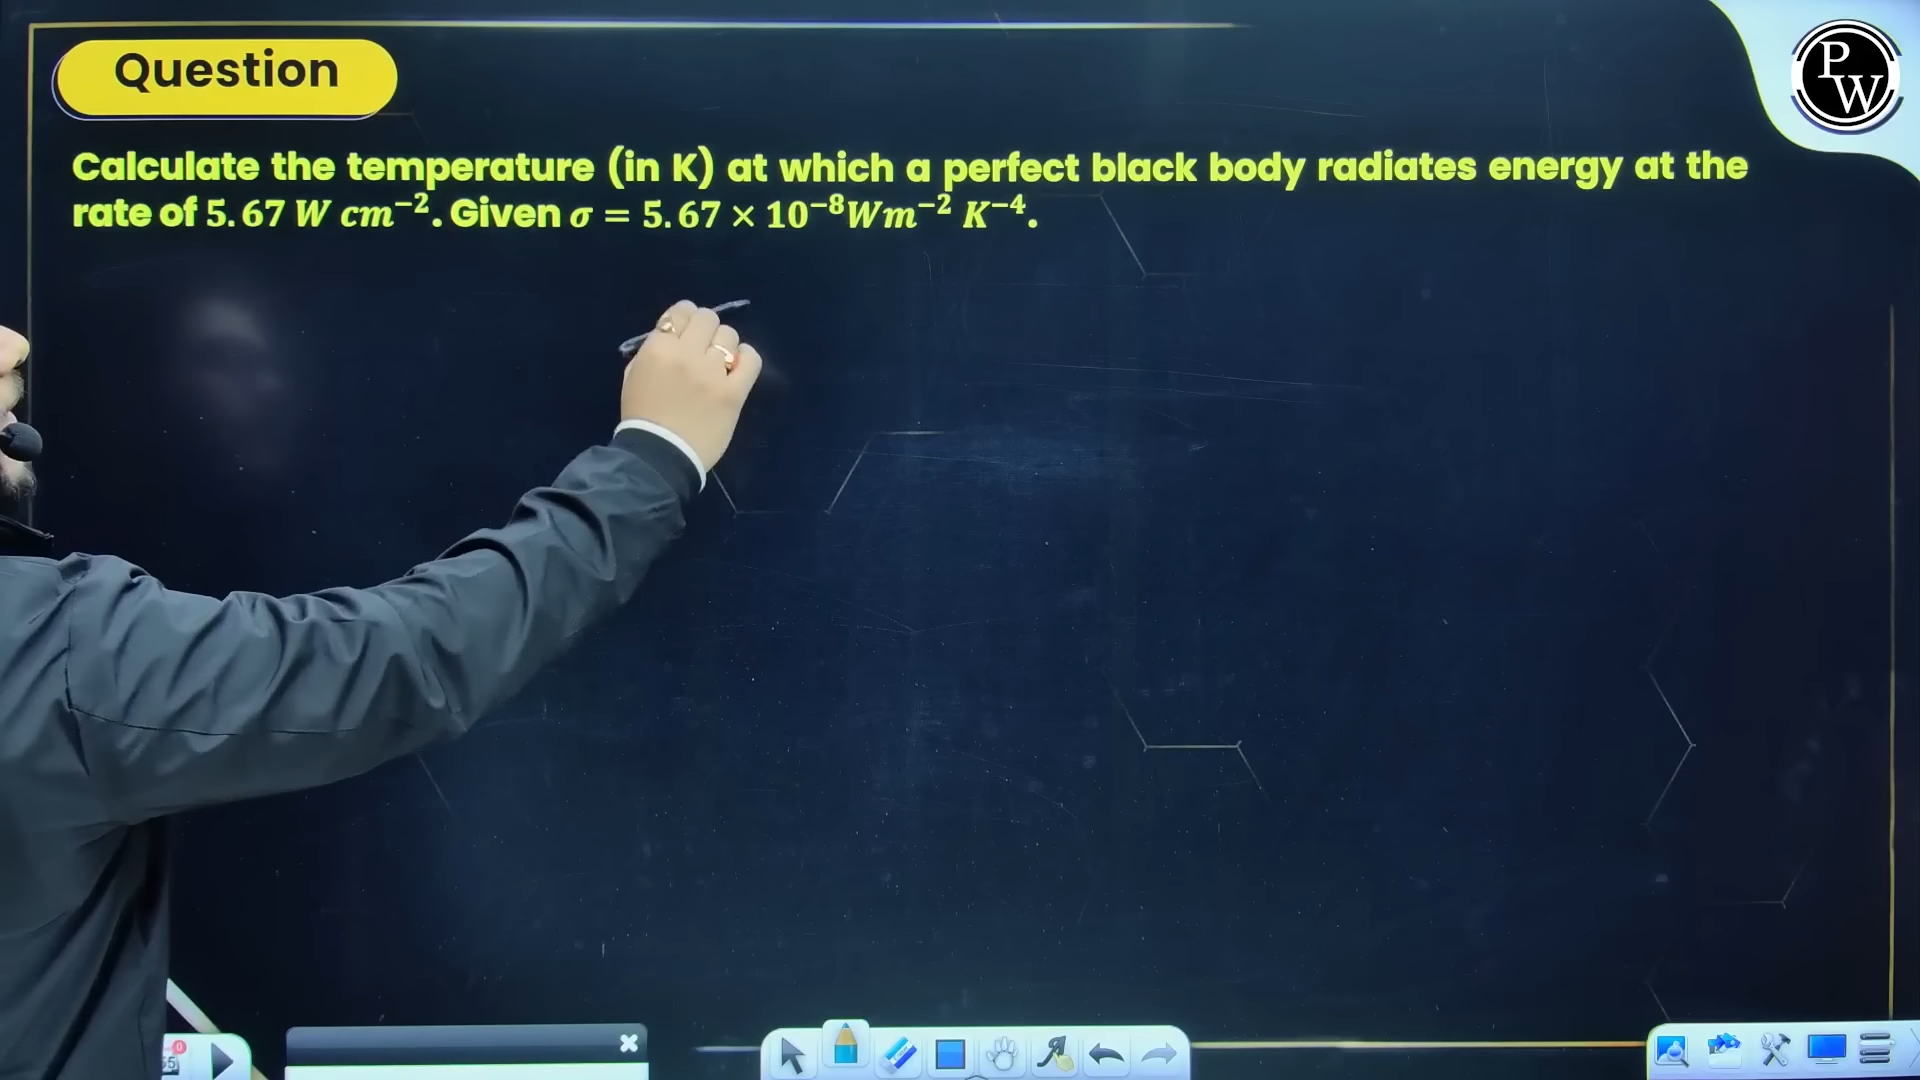 Question
PW
Calculate the temperature (in K) at which a perfect black body radiates energy at the
rate of 5.67 W cm⁻². Given σ = 5.67 × 10⁻⁸Wm⁻² K⁻⁴.